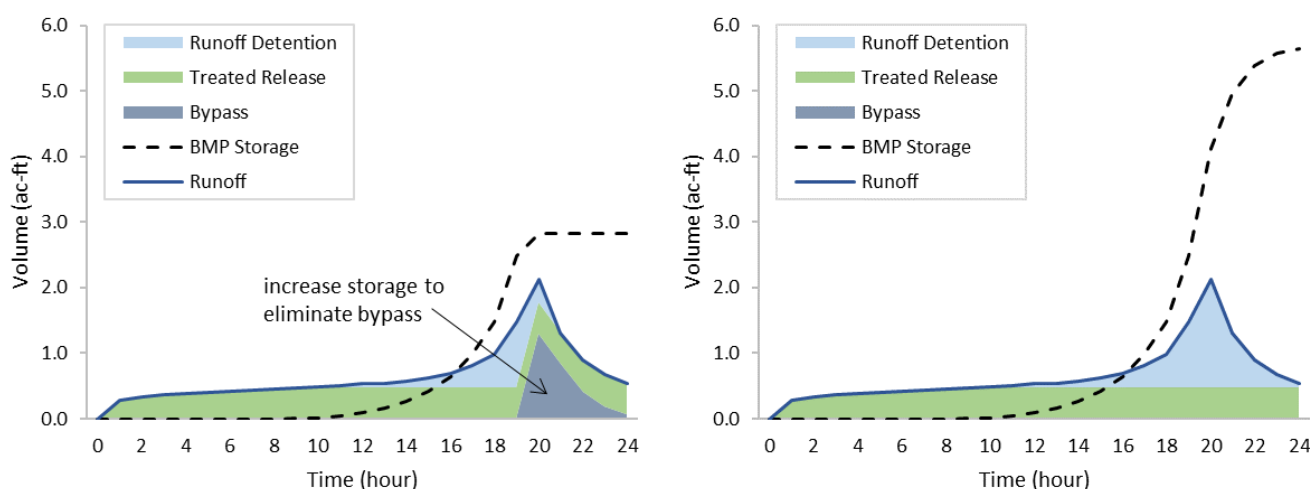 6.0
5.0
4.0
3.0
2.0
1.0
0.0
Volume (ac-ft)
Runoff Detention
Treated Release
Bypass
BMP Storage
Runoff
increase storage to
eliminate bypass
0 2 4 6 8 10 12 14 16 18 20 22 24
Time (hour)
6.0
5.0
4.0
3.0
2.0
1.0
0.0
Volume (ac-ft)
Runoff Detention
Treated Release
Bypass
BMP Storage
Runoff
0 2 4 6 8 10 12 14 16 18 20 22 24
Time (hour)